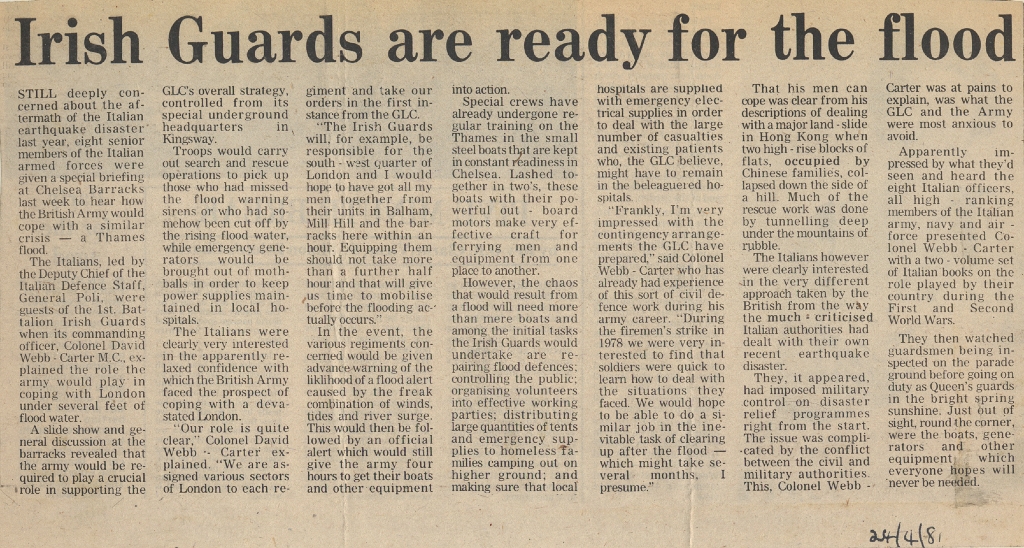 Irish Guards are ready for the flood
STILL deeply con-
cerned about the af-
termath of the Italian
earthquake disaster
last year, eight senior
members of the Italian
armed forces were
given a special briefing
at Chelsea Barracks
last week to hear how
the British Army would
cope with a similar
crisis — a Thames
flood.
The Italians, led by
the Deputy Chief of the
Italian Defence Staff,
General Poli, were
guests of the 1st. Bat-
talion Irish Guards
when its commanding
officer, Colonel David
Webb - Carter M.C., ex-
plained the role the
army would play in
coping with London
under several feet of
flood water.
A slide show and ge-
neral discussion at the
barracks revealed that
the army would be re-
quired to play a crucial
role in supporting the
GLC's overall strategy,
controlled from its
special underground
headquarters in
Kingsway.
Troops would carry
out search and rescue
operations to pick up
those who had missed
the flood warning
sirens or who had so-
mehow been cut off by
the rising flood water,
while emergency gene-
rators would be
brought out of moth-
balls in order to keep
power supplies main-
tained in local ho-
spitals.
The Italians were
clearly very interested
in the apparently re-
laxed confidence with
which the British Army
faced the prospect of
coping with a deva-
stated London.
"Our role is quite
clear," Colonel David
Webb - Carter ex-
plained. "We are as-
signed various sectors
of London to each re-
giment and take our
orders in the first in-
stance from the GLC.
"The Irish Guards
will, for example, be
responsible for the
south - west quarter of
London and I would
hope to have got all my
men together from
their units in Balham,
Mill Hill and the bar-
racks here within an
hour. Equipping them
should not take more
than a further half
hour and that will give
us time to mobilise
before the flooding ac-
tually occurs."
In the event, the
various regiments con-
cerned would be given
advance warning of the
liklihood of a flood alert
caused by the freak
combination of winds,
tides and river surge.
This would then be fol-
lowed by an official
alert which would still
give the army four
hours to get their boats
and other equipment
into action.
Special crews have
already undergone re-
gular training on the
Thames in the small
steel boats that are kept
in constant readiness in
Chelsea. Lashed to-
gether in two's, these
boats with their po-
werful out - board
motors make very ef-
fective craft for
ferrying men and
equipment from one
place to another.
However, the chaos
that would result from
a flood will need more
than mere boats and
among the initial tasks
the Irish Guards would
undertake are re-
pairing flood defences;
controlling the public;
organising volunteers
into effective working
parties; distributing
large quantities of tents
and emergency sup-
plies to homeless fa-
milies camping out on
higher ground; and
making sure that local
hospitals are supplied
with emergency elec-
trical supplies in order
to deal with the large
number of casualties
and existing patients
who, the GLC believe,
might have to remain
in the beleaguered ho-
spitals.
"Frankly, I'm very
impressed with the
contingency arrange-
ments the GLC have
prepared," said Colonel
Webb - Carter who has
already had experience
of this sort of civil de-
fence work during his
army career. "During
the firemen's strike in
1978 we were very in-
terested to find that
soldiers were quick to
learn how to deal with
the situations they
faced. We would hope
to be able to do a si-
milar job in the ine-
vitable task of clearing
up after the flood —
which might take se-
veral months, I
presume."
That his men can
cope was clear from his
descriptions of dealing
with a major land - slide
in Hong Kong when
two high - rise blocks of
flats, occupied by
Chinese families, col-
lapsed down the side of
a hill. Much of the
rescue work was done
by tunnelling deep
under the mountains of
rubble.
The Italians however
were clearly interested
in the very different
approach taken by the
British from the way
the much - criticised
Italian authorities had
dealt with their own
recent earthquake
disaster.
They, it appeared,
had imposed military
control on disaster
relief programmes
right from the start.
The issue was compli-
cated by the conflict
between the civil and
military authorities.
This, Colonel Webb -
Carter was at pains to
explain, was what the
GLC and the Army
were most anxious to
avoid.
Apparently im-
pressed by what they'd
seen and heard the
eight Italian officers,
all high - ranking
members of the Italian
army, navy and air -
force presented Co-
lonel Webb - Carter
with a two - volume set
of Italian books on the
role played by their
country during the
First and Second
World Wars.
They then watched
guardsmen being in-
spected on the parade
ground before going on
duty as Queen's guards
in the bright spring
sunshine. Just out of
sight, round the corner,
were the boats, gene-
rators and other
equipment which
everyone hopes will
never be needed.
24/4/81